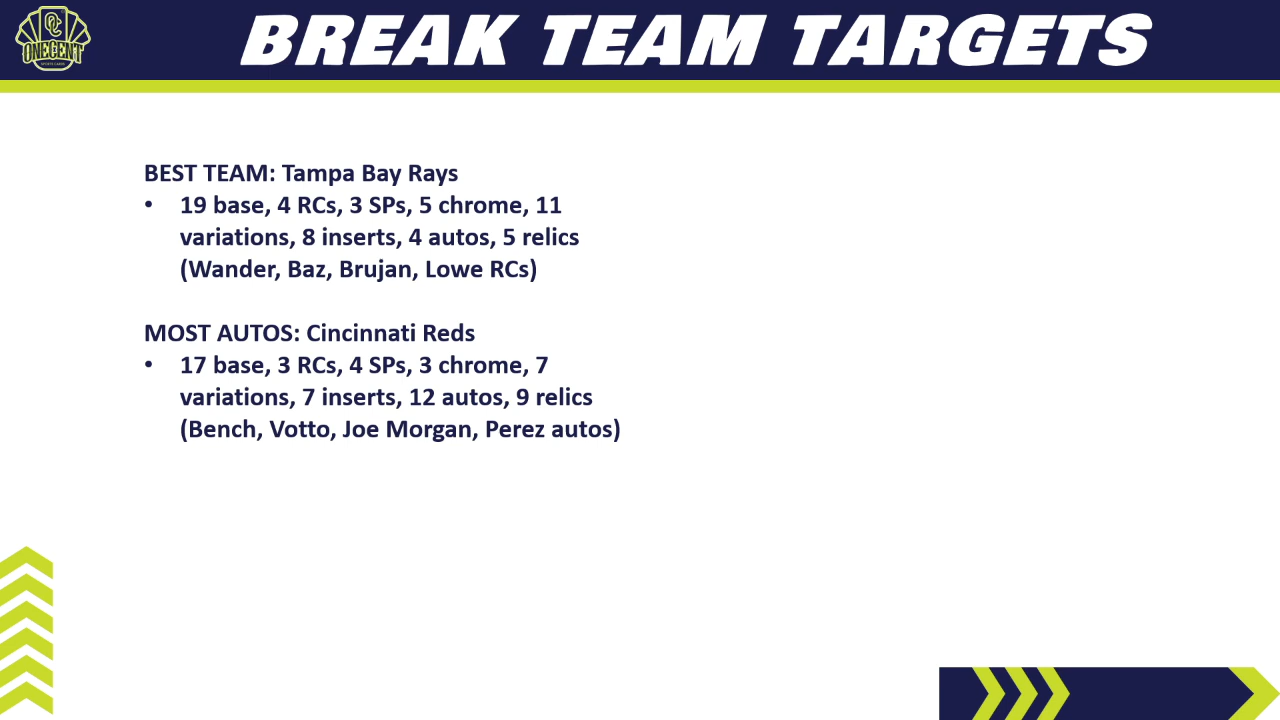 ONECENT
SPORTS CARDS
BREAK TEAM TARGETS
BEST TEAM: Tampa Bay Rays
• 19 base, 4 RCs, 3 SPs, 5 chrome, 11
variations, 8 inserts, 4 autos, 5 relics
(Wander, Baz, Brujan, Lowe RCs)
MOST AUTOS: Cincinnati Reds
• 17 base, 3 RCs, 4 SPs, 3 chrome, 7
variations, 7 inserts, 12 autos, 9 relics
(Bench, Votto, Joe Morgan, Perez autos)